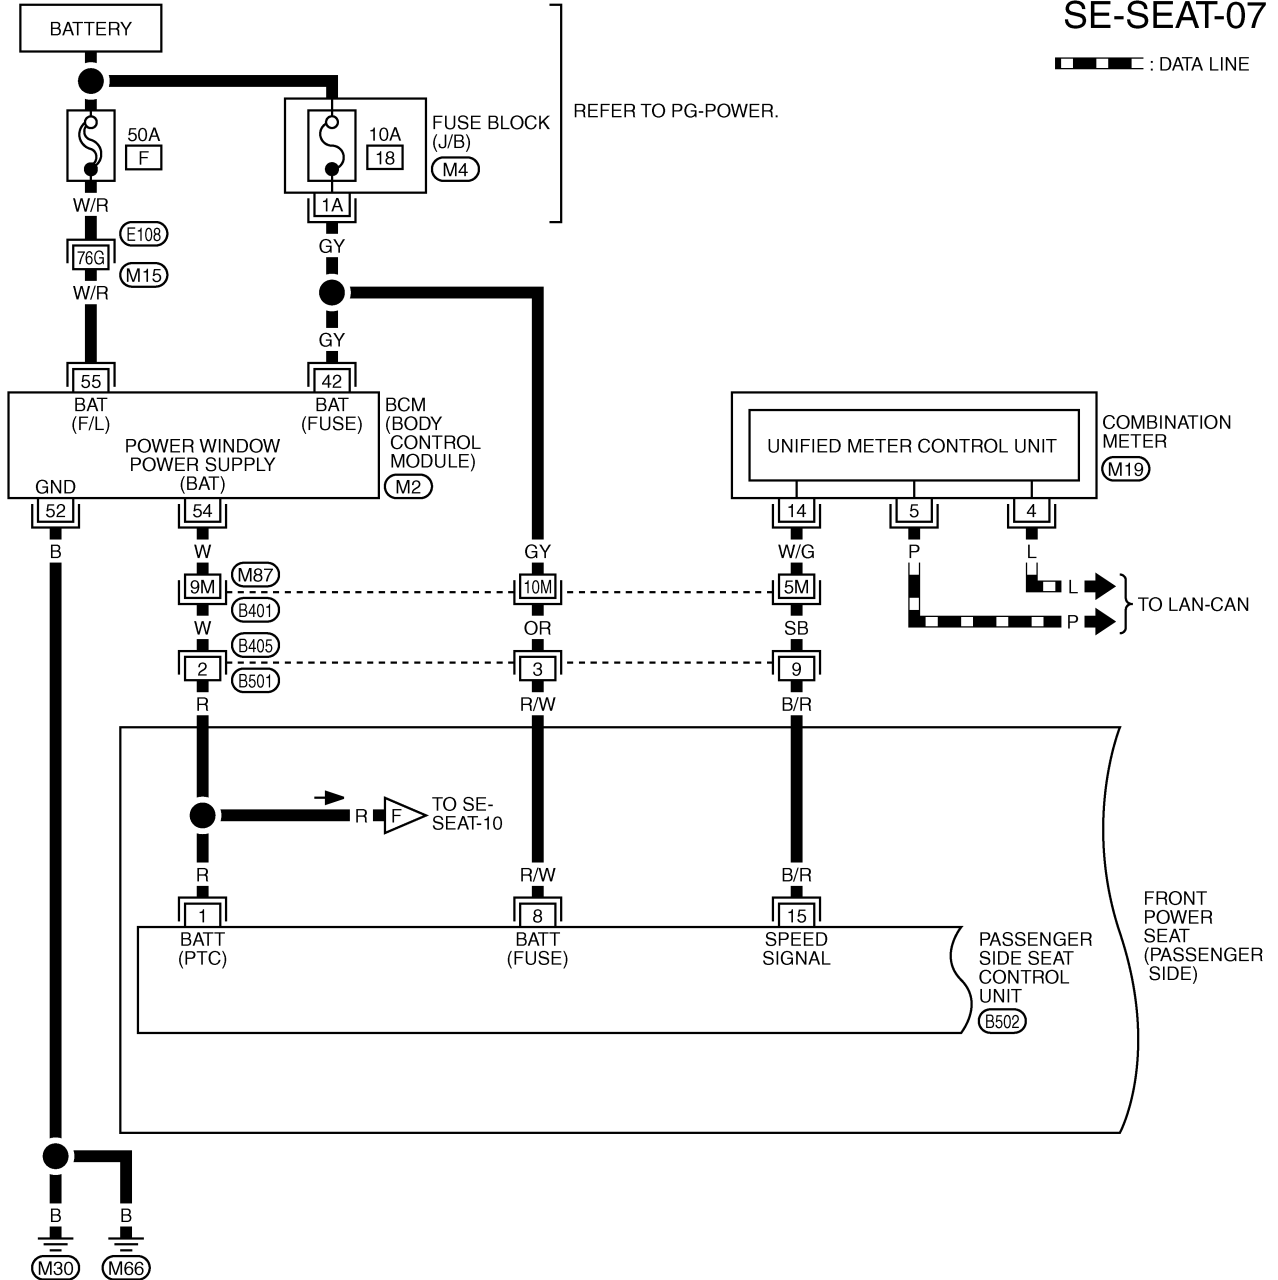 SE-SEAT-07
: DATA LINE
BATTERY
REFER TO PG-POWER.
50A
F
10A
18
FUSE BLOCK
(J/B)
M4
W/R
1A
E108
76G
M15
GY
W/R
GY
55
42
BAT
(F/L)
BAT
(FUSE)
BCM
(BODY
CONTROL
MODULE)
M2
POWER WINDOW
POWER SUPPLY
(BAT)
GND
52
54
UNIFIED METER CONTROL UNIT
COMBINATION
METER
M19
14
5
4
B
W
GY
W/G
P
L
9M
M87
B401
10M
5M
L
P
TO LAN-CAN
W
OR
SB
B405
2
B501
3
9
R
R/W
B/R
R
F
TO SE-
SEAT-10
R
R/W
B/R
1
8
15
BATT
(PTC)
BATT
(FUSE)
SPEED
SIGNAL
PASSENGER
SIDE SEAT
CONTROL
UNIT
B502
FRONT
POWER
SEAT
(PASSENGER
SIDE)
B
B
M30
M66